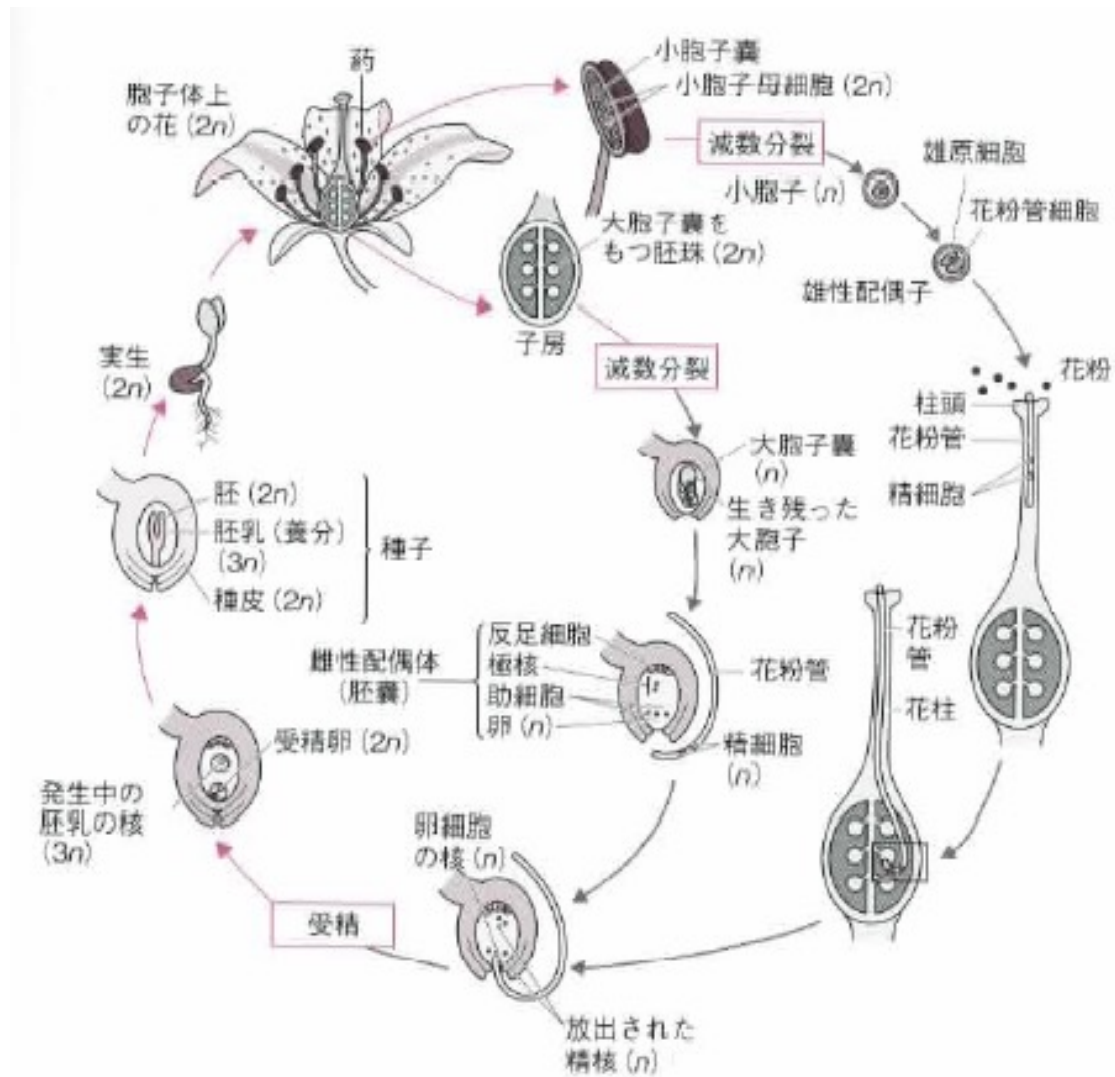 葯
胞子体上
の花(2n)
小胞子嚢
小胞子母細胞(2n)
減数分裂
小胞子(n)
雄原細胞
花粉管細胞
雄性配偶子
大胞子嚢を
もつ胚珠(2n)
子房
減数分裂
花粉
柱頭
花粉管
精細胞
大胞子嚢
(n)
生き残った
大胞子
(n)
実生
(2n)
胚(2n)
胚乳(養分)
(3n)
種皮(2n)
種子
雌性配偶体
(胚嚢)
反足細胞
極核
助細胞
卵(n)
花粉管
精細胞
(n)
花粉
管
花柱
受精卵(2n)
発生中の
胚乳の核
(3n)
卵細胞
の核(n)
受精
放出された
精核(n)